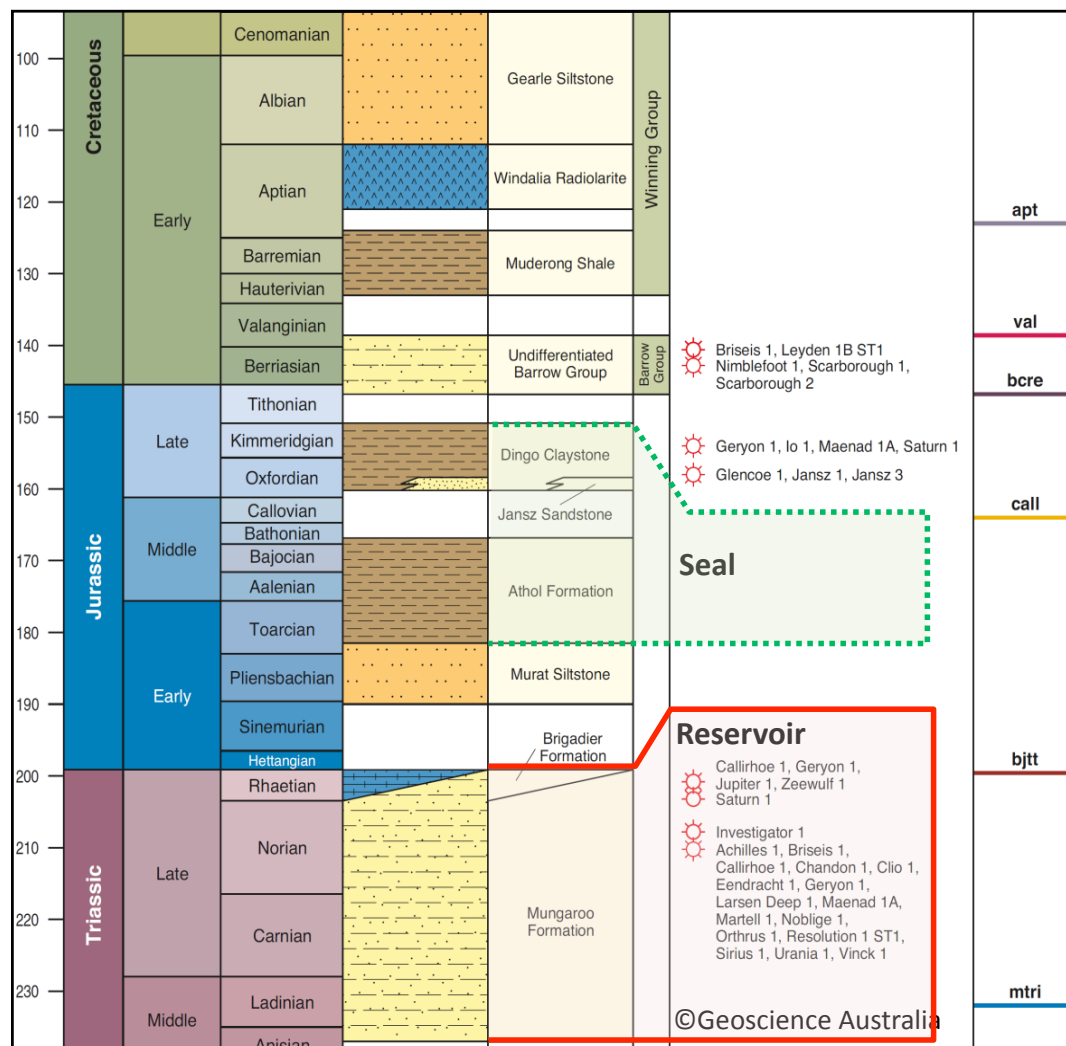 100
110
120
130
140
150
160
170
180
190
200
210
220
230
Cretaceous
Jurassic
Triassic
Early
Late
Middle
Early
Late
Middle
Cenomanian
Albian
Aptian
Barremian
Hauterivian
Valanginian
Berriasian
Tithonian
Kimmeridgian
Oxfordian
Callovian
Bathonian
Bajocian
Aalenian
Toarcian
Pliensbachian
Sinemurian
Hettangian
Rhaetian
Norian
Carnian
Ladinian
Anisian
Gearle Siltstone
Windalia Radiolarite
Muderong Shale
Undifferentiated
Barrow Group
Dingo Claystone
Jansz Sandstone
Athol Formation
Murat Siltstone
Brigadier
Formation
Mungaroo
Formation
Winning Group
Barrow
Group
Briseis 1, Leyden 1B ST1
Nimblefoot 1, Scarborough 1,
Scarborough 2
Geryon 1, Io 1, Maenad 1A, Saturn 1
Glencoe 1, Jansz 1, Jansz 3
Seal
Reservoir
Callirhoe 1, Geryon 1,
Jupiter 1, Zeewulf 1
Saturn 1
Investigator 1
Achilles 1, Briseis 1,
Callirhoe 1, Chandon 1, Clio 1,
Eendracht 1, Geryon 1,
Larsen Deep 1, Maenad 1A,
Martell 1, Noblige 1,
Orthrus 1, Resolution 1 ST1,
Sirius 1, Urania 1, Vinck 1
©Geoscience Australia
apt
val
bcre
call
bjtt
mtri